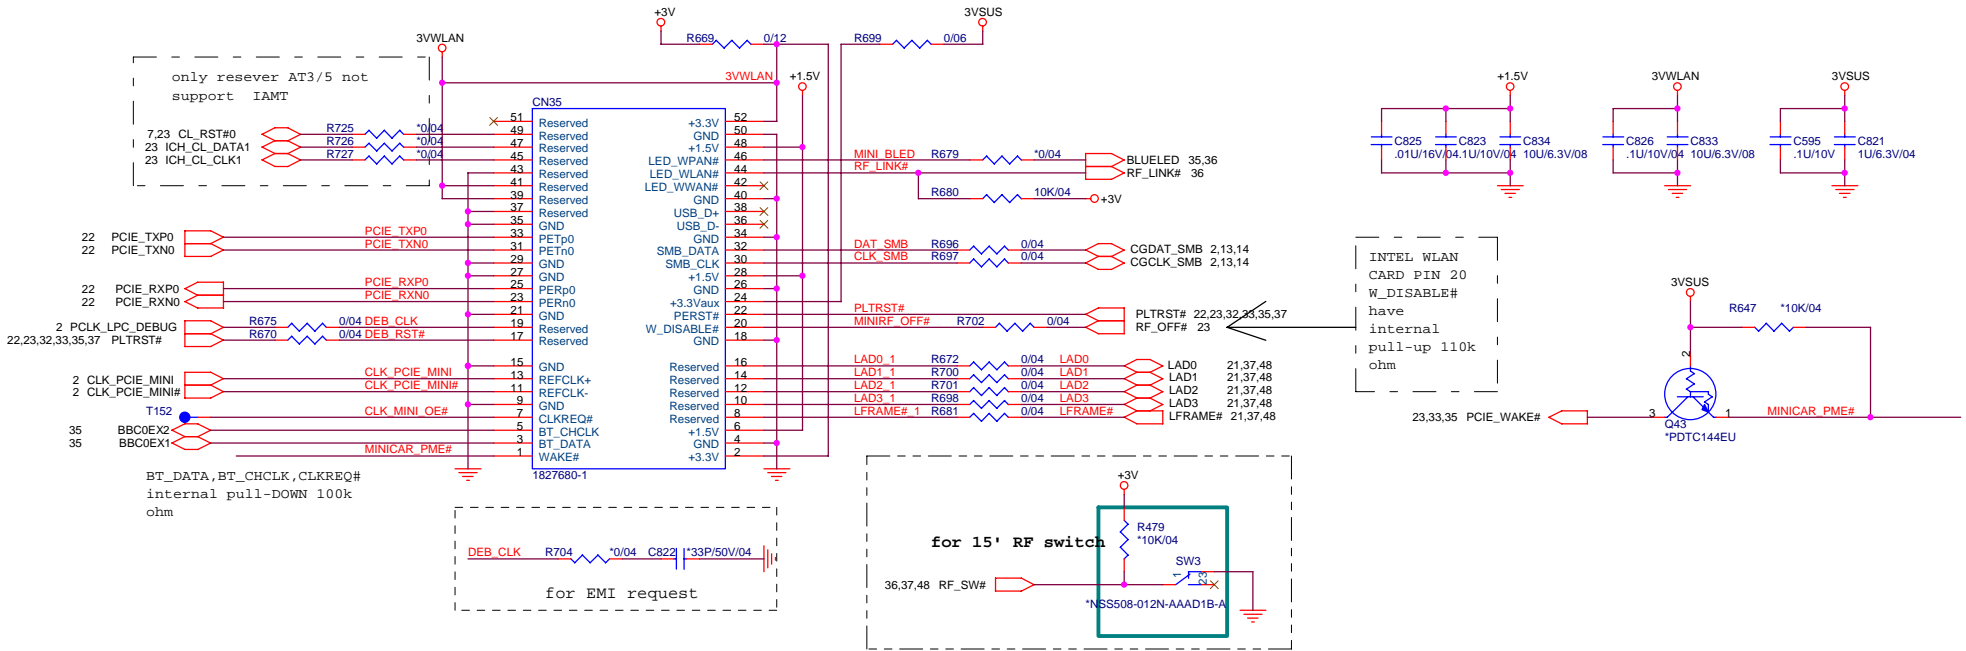 +3V
3VSUS
3VWLAN
R669 0/12
R699 0/06
3VWLAN
+1.5V
only resever AT3/5 not
support IAMT
7,23 CL_RST#0 R725 *0/04
23 ICH_CL_DATA1 R726 *0/04
23 ICH_CL_CLK1 R727 *0/04
CN35
51 Reserved
49 Reserved
47 Reserved
45 Reserved
43 Reserved
41 Reserved
39 Reserved
37 Reserved
35 GND
33 PETp0
31 PETn0
29 GND
27 GND
25 PERp0
23 PERn0
21 GND
19 Reserved
17 Reserved
15 GND
13 REFCLK+
11 REFCLK-
9 GND
7 CLKREQ#
5 BT_CHCLK
3 BT_DATA
1 WAKE#
+3.3V 52
GND 50
+1.5V 48
LED_WPAN# 46
LED_WLAN# 44
LED_WWAN# 42
GND 40
USB_D+ 38
USB_D- 36
GND 34
SMB_DATA 32
SMB_CLK 30
+1.5V 28
GND 26
+3.3Vaux 24
PERST# 22
W_DISABLE# 20
GND 18
Reserved 16
Reserved 14
Reserved 12
Reserved 10
Reserved 8
+1.5V 6
GND 4
+3.3V 2
1827680-1
22 PCIE_TXP0 PCIE_TXP0
22 PCIE_TXN0 PCIE_TXN0
22 PCIE_RXP0 PCIE_RXP0
22 PCIE_RXN0 PCIE_RXN0
2 PCLK_LPC_DEBUG R675 0/04 DEB_CLK
22,23,32,33,35,37 PLTRST# R670 0/04 DEB_RST#
2 CLK_PCIE_MINI CLK_PCIE_MINI
2 CLK_PCIE_MINI# CLK_PCIE_MINI#
T152 CLK_MINI_OE#
35 BBC0EX2
35 BBC0EX1
MINICAR_PME#
BT_DATA,BT_CHCLK,CLKREQ#
internal pull-DOWN 100k
ohm
MINI_BLED R679 *0/04 BLUELED 35,36
RF_LINK# RF_LINK# 36
R680 10K/04 +3V
DAT_SMB R696 0/04 CGDAT_SMB 2,13,14
CLK_SMB R697 0/04 CGCLK_SMB 2,13,14
PLTRST# PLTRST# 22,23,32,33,35,37
MINIRF_OFF# R702 0/04 RF_OFF# 23
LAD0_1 R672 0/04 LAD0 LAD0 21,37,48
LAD1_1 R700 0/04 LAD1 LAD1 21,37,48
LAD2_1 R701 0/04 LAD2 LAD2 21,37,48
LAD3_1 R698 0/04 LAD3 LAD3 21,37,48
LFRAME#_1 R681 0/04 LFRAME# LFRAME# 21,37,48
+1.5V
C825 C823 C834
.01U/16V/04 .1U/10V/04 10U/6.3V/08
3VWLAN
C826 C833
.1U/10V/04 10U/6.3V/08
3VSUS
C595 C821
.1U/10V 1U/6.3V/04
INTEL WLAN
CARD PIN 20
W_DISABLE#
have
internal
pull-up 110k
ohm
3VSUS
R647 *10K/04
2
23,33,35 PCIE_WAKE# 3 1 MINICAR_PME#
Q43
*PDTC144EU
DEB_CLK R704 *0/04 C822 *33P/50V/04
for EMI request
+3V
R479
*10K/04
for 15' RF switch
SW3
1
23
36,37,48 RF_SW#
*NSS508-012N-AAAD1B-A